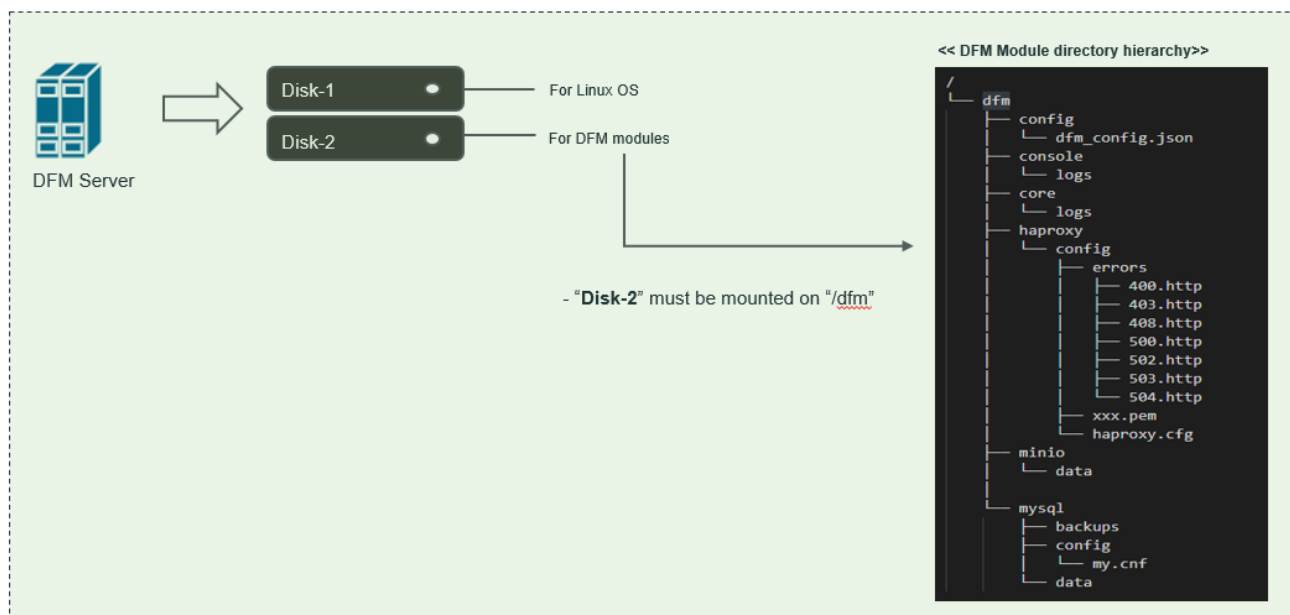 DFM Server
Disk-1
For Linux OS
Disk-2
For DFM modules
- “Disk-2” must be mounted on “/dfm”
<< DFM Module directory hierarchy>>
/
└── dfm
├── config
│   └── dfm_config.json
├── console
│   └── logs
├── core
│   └── logs
├── haproxy
│   └── config
│       ├── errors
│       │   ├── 400.http
│       │   ├── 403.http
│       │   ├── 408.http
│       │   ├── 500.http
│       │   ├── 502.http
│       │   ├── 503.http
│       │   └── 504.http
│       ├── xxx.pem
│       └── haproxy.cfg
├── minio
│   └── data
│
└── mysql
├── backups
├── config
│   └── my.cnf
└── data